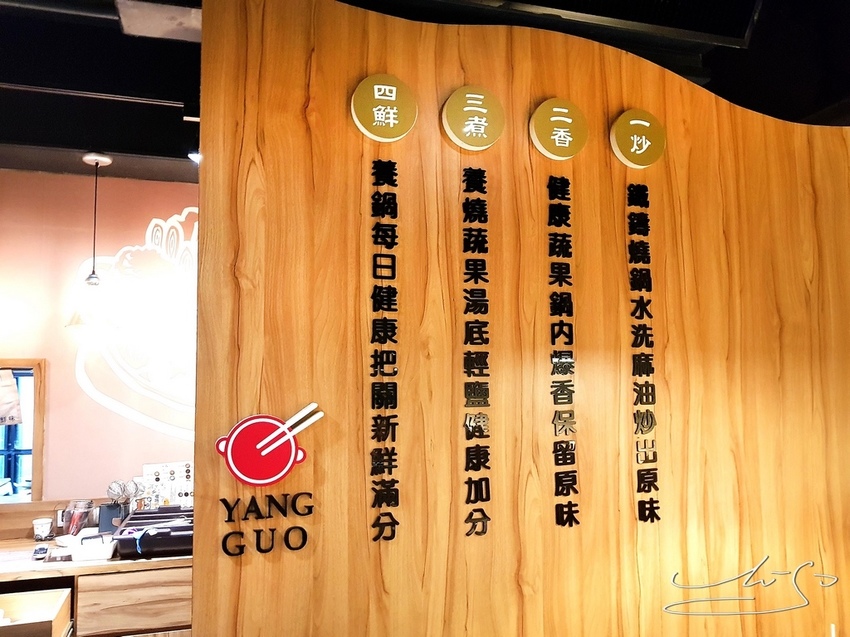 一炒
鐵鑄燒鍋水洗麻油炒出原味
二香
健康蔬果鍋內爆香保留原味
三煮
養燒蔬果湯底輕鹽健康加分
四鮮
養鍋每日健康把關新鮮滿分
YANG
GUO